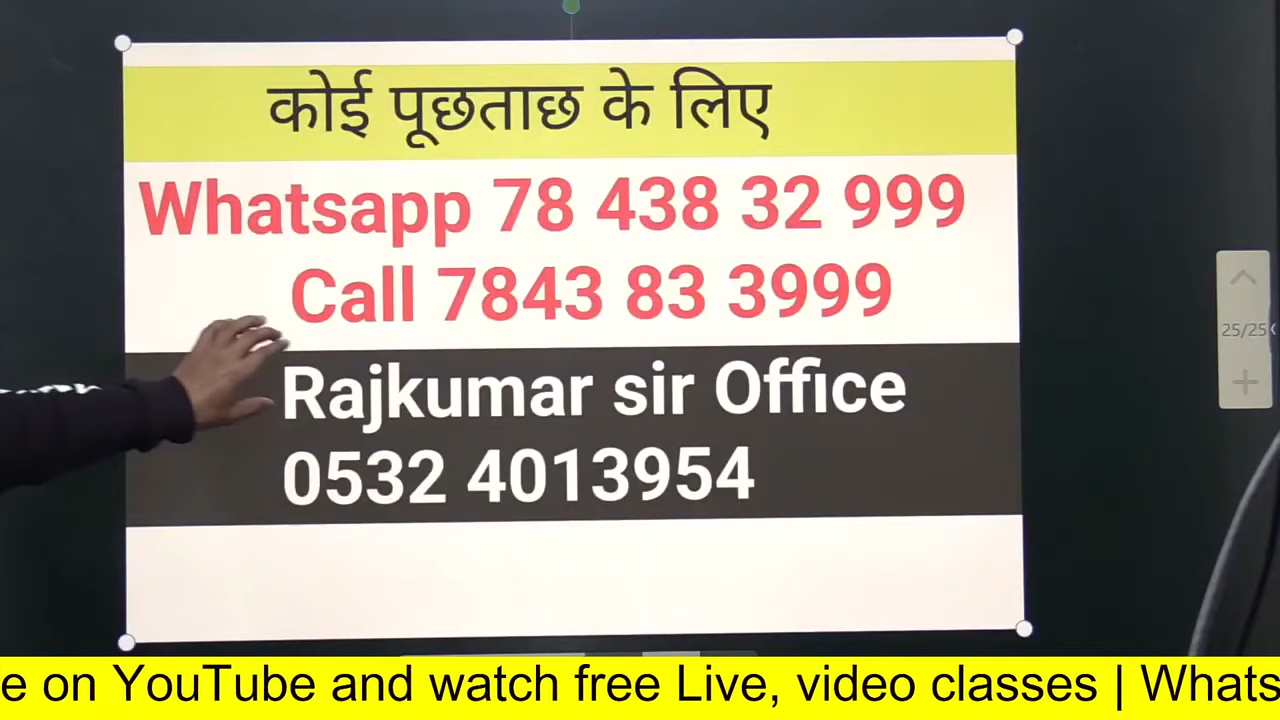 कोई पूछताछ के लिए
Whatsapp 78 438 32 999
Call 7843 83 3999
Rajkumar sir Office
0532 4013954
25/25
e on YouTube and watch free Live, video classes | Whats